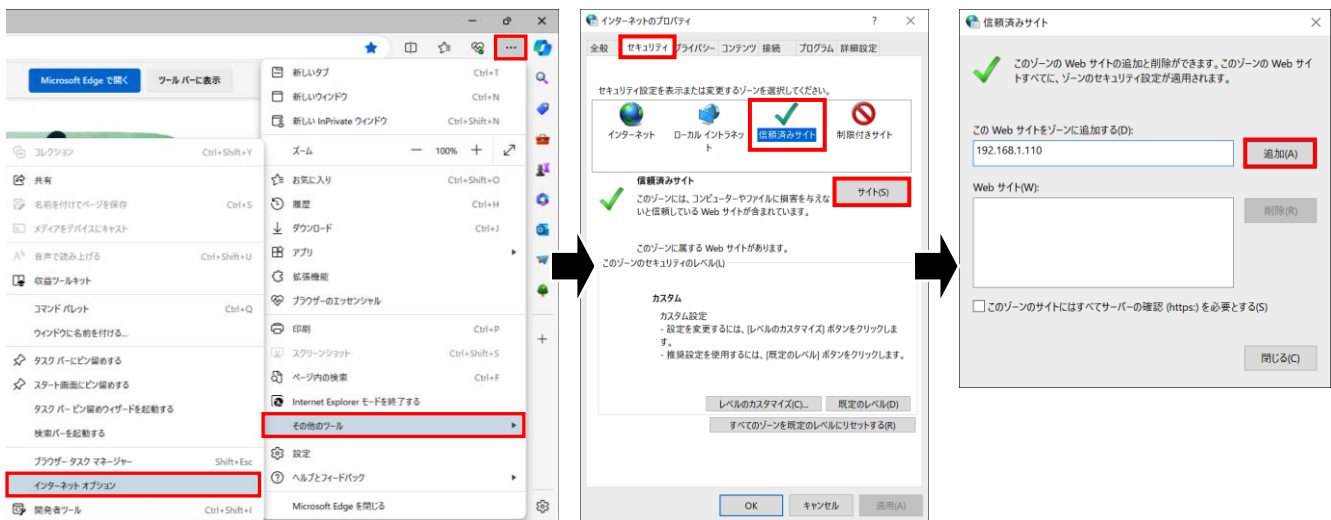 Microsoft Edge で開く
ツール バーに表示
新しいタブ Ctrl+T
新しいウィンドウ Ctrl+N
新しい InPrivate ウィンドウ Ctrl+Shift+N
ズーム 100%
お気に入り Ctrl+Shift+O
履歴 Ctrl+H
ダウンロード Ctrl+J
アプリ
拡張機能
ブラウザーのエッセンシャル
印刷 Ctrl+P
スクリーンショット Ctrl+Shift+S
ページ内の検索 Ctrl+F
Internet Explorer モードを終了する
その他のツール
設定
ヘルプとフィードバック
Microsoft Edge を閉じる
コレクション Ctrl+Shift+Y
共有
名前を付けてページを保存 Ctrl+S
メディアをデバイスにキャスト
音声で読み上げる Ctrl+Shift+U
収益ツールキット
コマンド パレット Ctrl+Q
ウィンドウに名前を付ける...
タスク バーにピン留めする
スタート画面にピン留めする
タスク バー ピン留めウィザードを起動する
検索バーを起動する
ブラウザー タスク マネージャー Shift+Esc
インターネット オプション
開発者ツール Ctrl+Shift+I
インターネットのプロパティ
全般 セキュリティ プライバシー コンテンツ 接続 プログラム 詳細設定
セキュリティ設定を表示または変更するゾーンを選択してください。
インターネット
ローカル イントラネッ
ト
信頼済みサイト
制限付きサイト
信頼済みサイト
サイト(S)
このゾーンには、コンピューターやファイルに損害を与えな
いと信頼している Web サイトが含まれています。
このゾーンに属する Web サイトがあります。
このゾーンのセキュリティのレベル(L)
カスタム
カスタム設定
- 設定を変更するには、[レベルのカスタマイズ] ボタンをクリックしま
す。
- 推奨設定を使用するには、[既定のレベル] ボタンをクリックします。
レベルのカスタマイズ(C)... 既定のレベル(D)
すべてのゾーンを既定のレベルにリセットする(R)
OK キャンセル 適用(A)
信頼済みサイト
このゾーンの Web サイトの追加と削除ができます。このゾーンの Web サイ
トすべてに、ゾーンのセキュリティ設定が適用されます。
この Web サイトをゾーンに追加する(D):
192.168.1.110
追加(A)
Web サイト(W):
削除(R)
このゾーンのサイトにはすべてサーバーの確認 (https:) を必要とする(S)
閉じる(C)